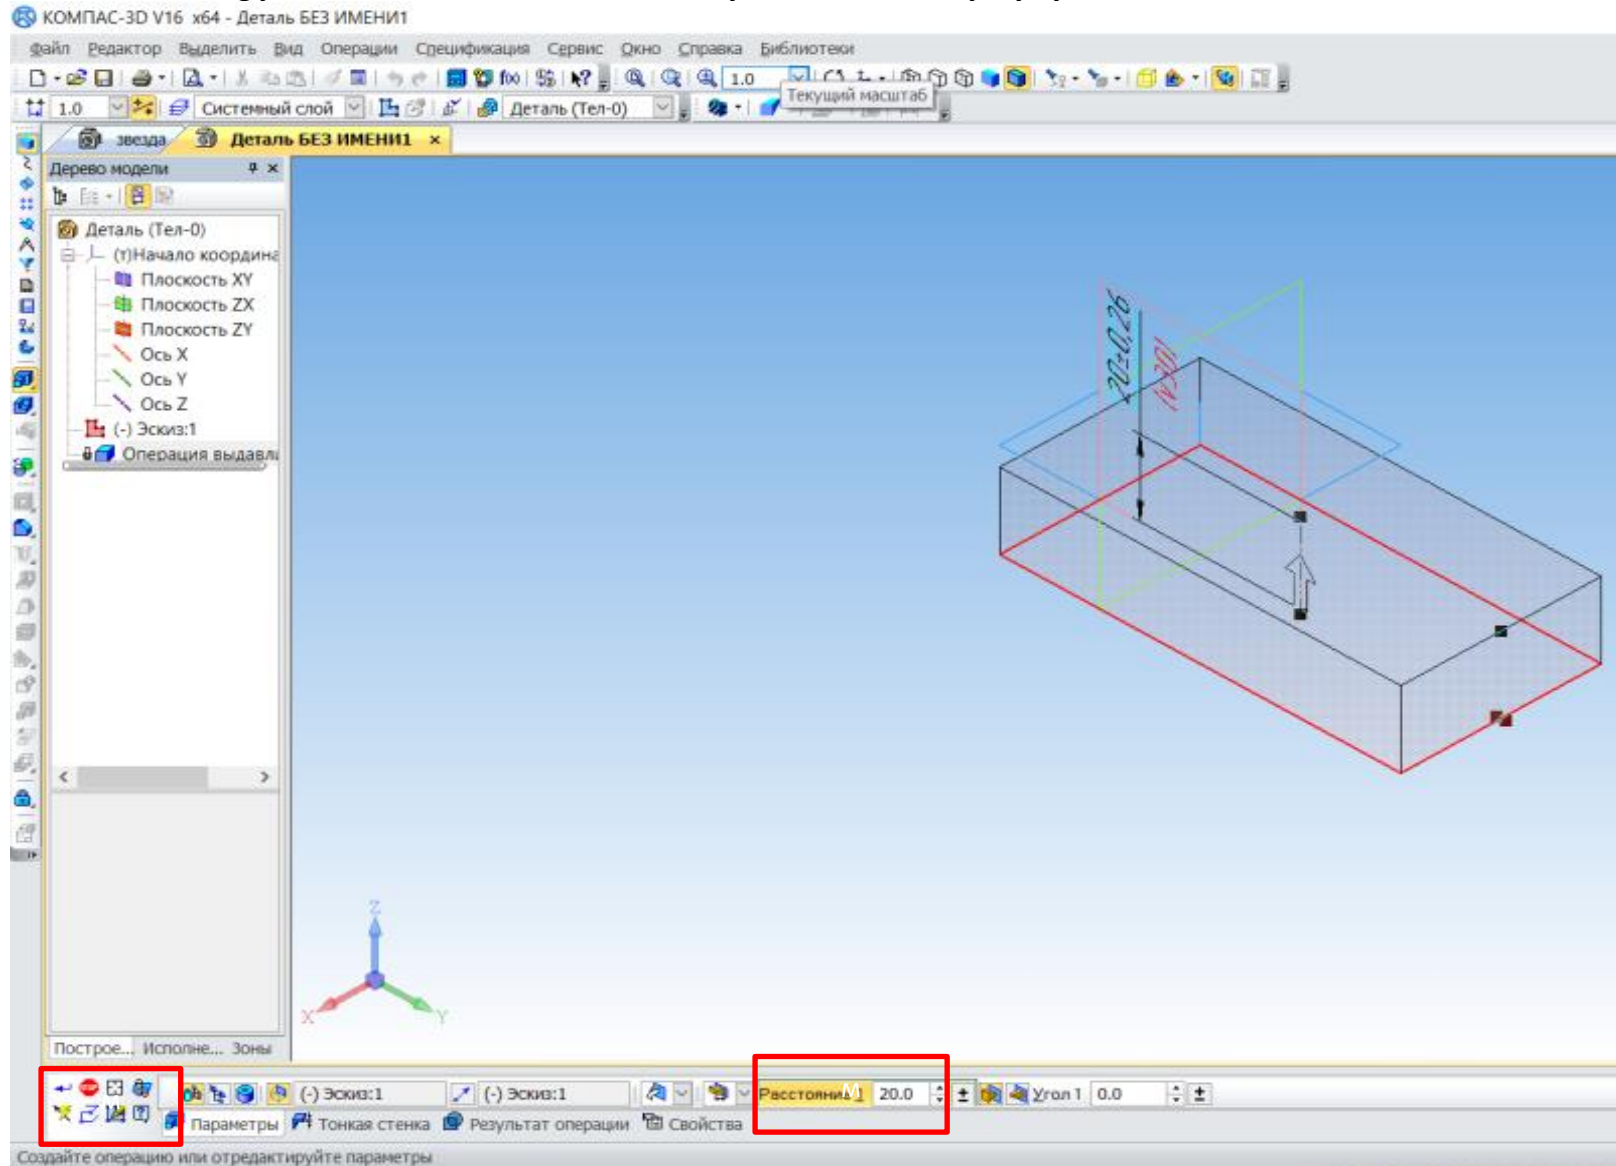 КОМПАС-3D V16 x64 - Деталь БЕЗ ИМЕНИ1
Файл Редактор Выделить Вид Операции Спецификация Сервис Окно Справка Библиотеки
1.0
Текущий масштаб
1.0 Системный слой Деталь (Тел-0)
звезда Деталь БЕЗ ИМЕНИ1
Дерево модели
Деталь (Тел-0)
(т)Начало координа
Плоскость XY
Плоскость ZX
Плоскость ZY
Ось X
Ось Y
Ось Z
(-) Эскиз:1
Операция выдавл
20±0,26
Z
X
Y
Построе... Исполне... Зоны
(-) Эскиз:1 (-) Эскиз:1 20.0 Угол 1 0.0
Параметры Тонкая стенка Результат операции Свойства
Создайте операцию или отредактируйте параметры